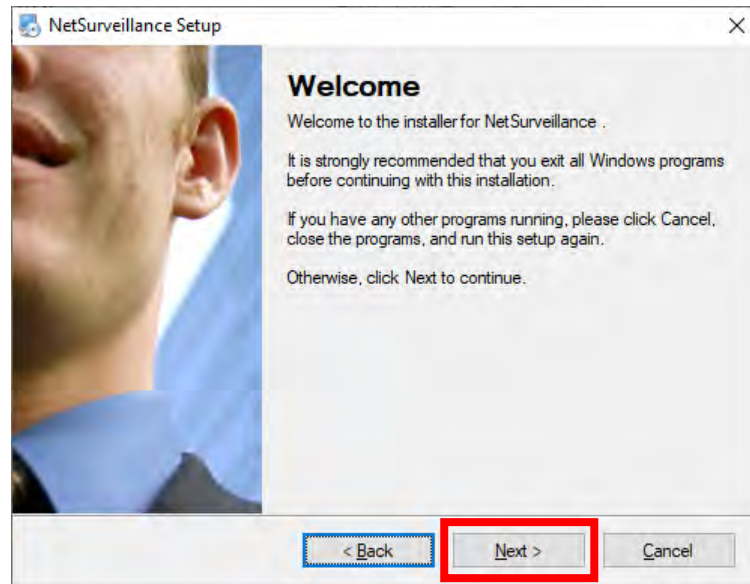 NetSurveillance Setup
Welcome
Welcome to the installer for NetSurveillance .
It is strongly recommended that you exit all Windows programs
before continuing with this installation.
If you have any other programs running, please click Cancel,
close the programs, and run this setup again.
Otherwise, click Next to continue.
< Back
Next >
Cancel